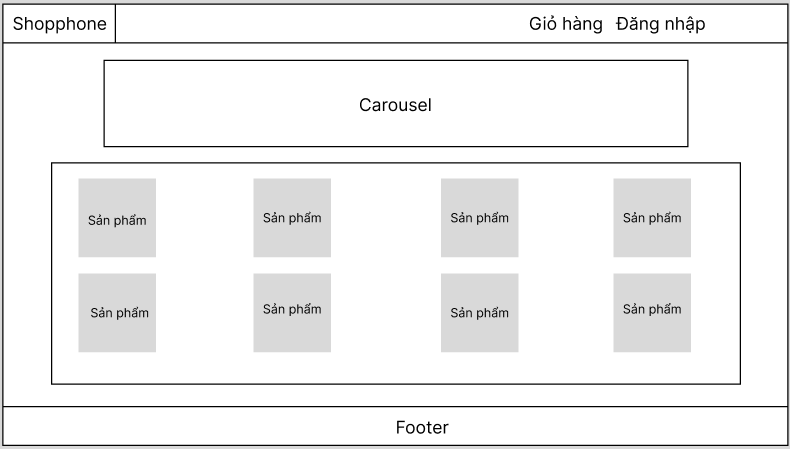 Shopphone
Giỏ hàng Đăng nhập
Carousel
Sản phẩm Sản phẩm Sản phẩm Sản phẩm
Sản phẩm Sản phẩm Sản phẩm Sản phẩm
Footer